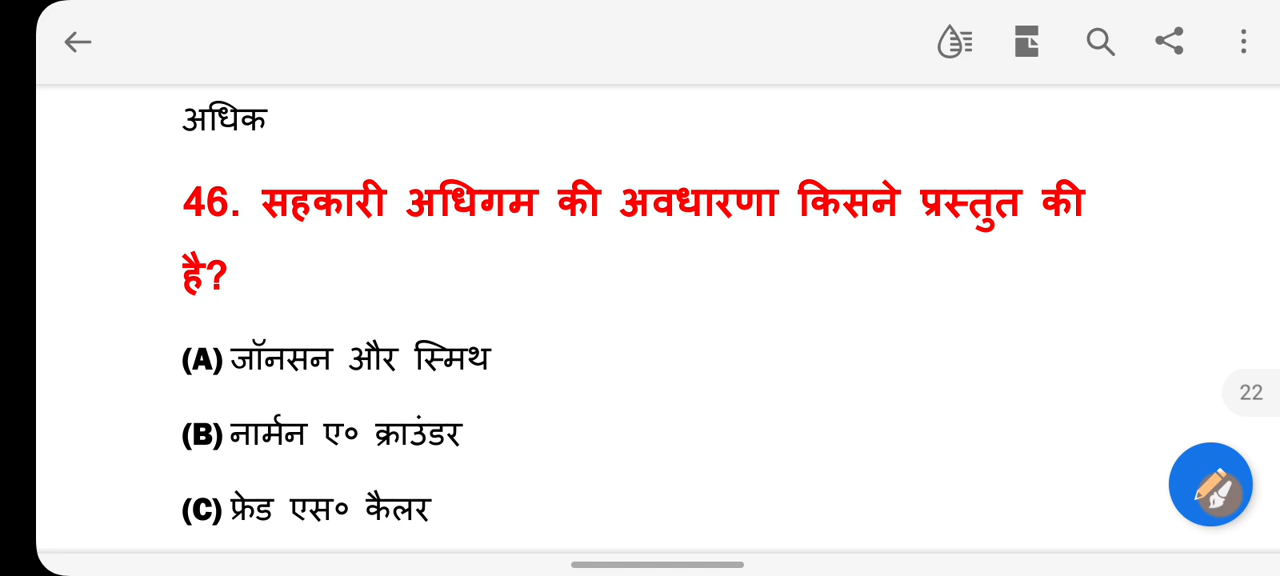 अधिक
46. सहकारी अधिगम की अवधारणा किसने प्रस्तुत की
है?
(A) जॉनसन और स्मिथ
(B) नार्मन ए० क्राउंडर
22
(C) फ्रेड एस० कैलर